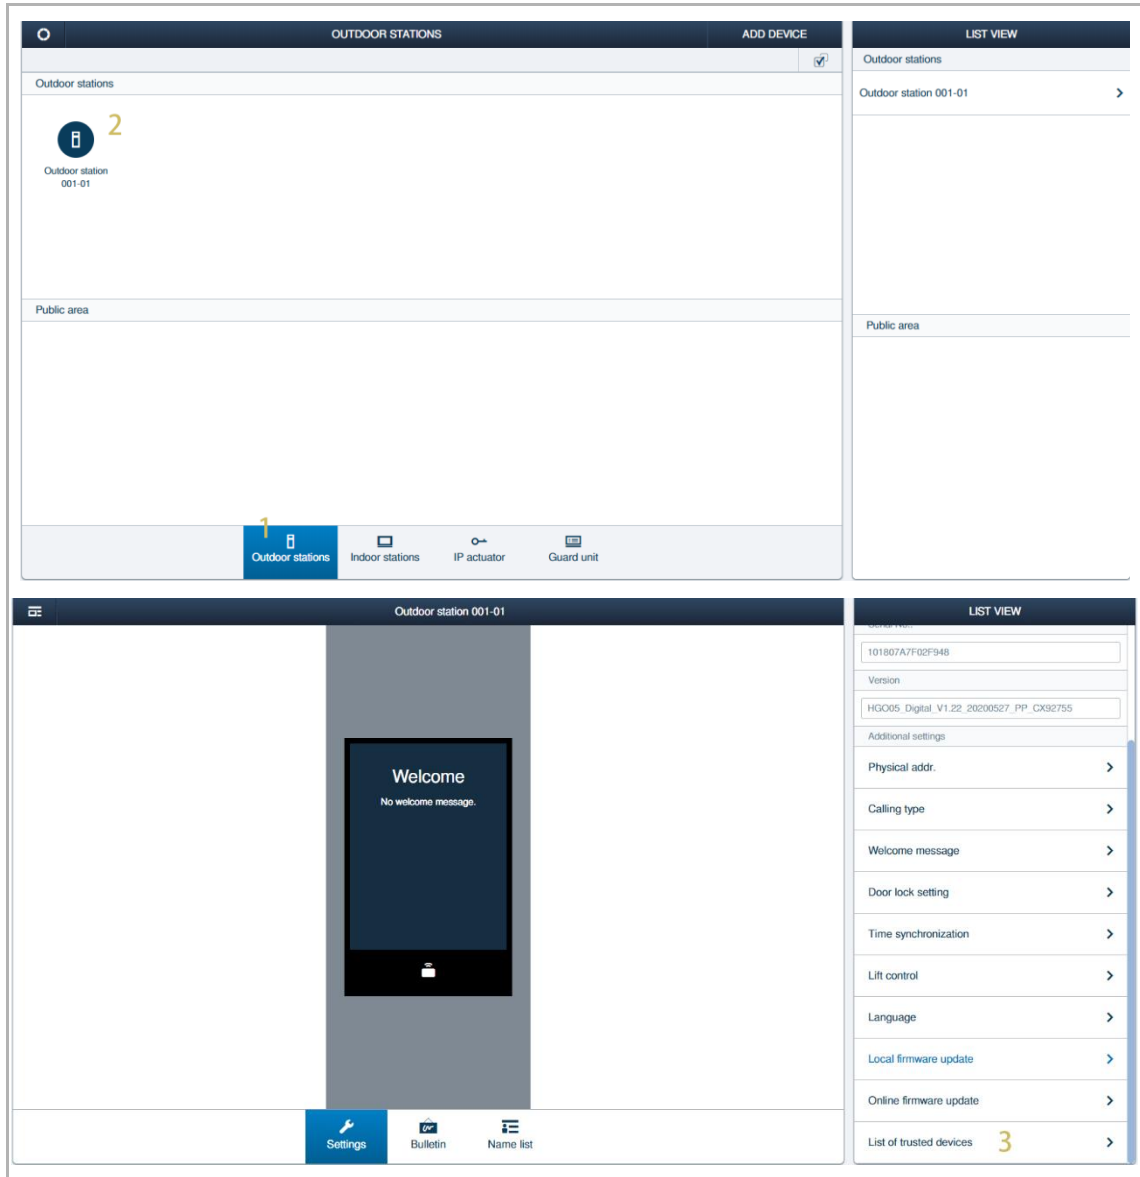 OUTDOOR STATIONS
ADD DEVICE
Outdoor stations
2
Outdoor station
001-01
Public area
1
Outdoor stations
Indoor stations
IP actuator
Guard unit
LIST VIEW
Outdoor stations
Outdoor station 001-01
Public area
Outdoor station 001-01
Welcome
No welcome message.
Settings
Bulletin
Name list
LIST VIEW
Serial No.:
101807A7F02F948
Version
HGO05_Digital_V1.22_20200527_PP_CX92755
Additional settings
Physical addr.
Calling type
Welcome message
Door lock setting
Time synchronization
Lift control
Language
Local firmware update
Online firmware update
List of trusted devices 3